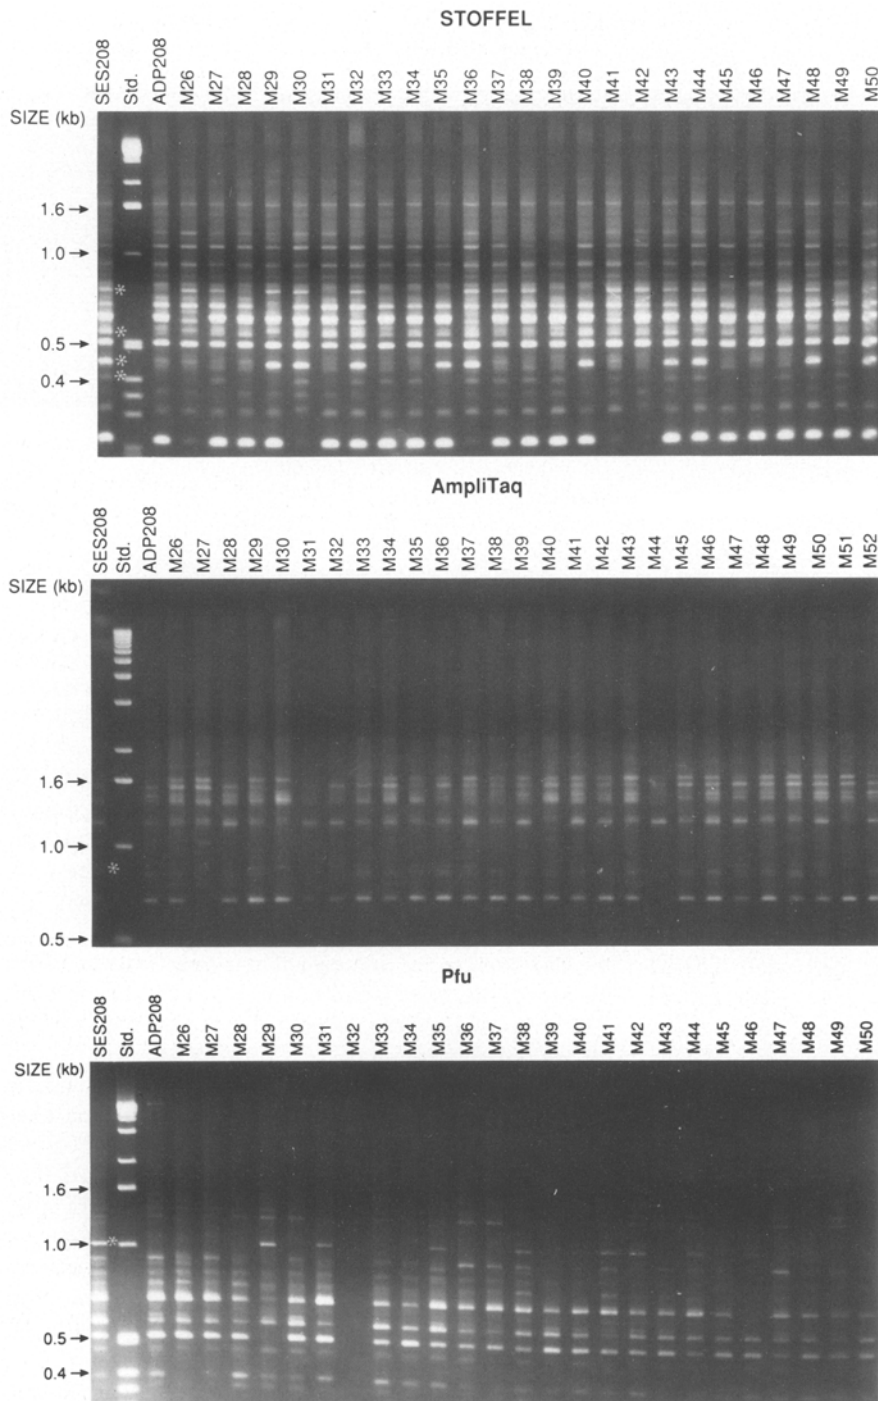 STOFFEL
SES208 Std. ADP208 M26 M27 M28 M29 M30 M31 M32 M33 M34 M35 M36 M37 M38 M39 M40 M41 M42 M43 M44 M45 M46 M47 M48 M49 M50
SIZE (kb)
1.6
*
1.0
*
0.5
*
*
0.4
AmpliTaq
SES208 Std. ADP208 M26 M27 M28 M29 M30 M31 M32 M33 M34 M35 M36 M37 M38 M39 M40 M41 M42 M43 M44 M45 M46 M47 M48 M49 M50 M51 M52
SIZE (kb)
1.6
1.0
*
0.5
Pfu
SES208 Std. ADP208 M26 M27 M28 M29 M30 M31 M32 M33 M34 M35 M36 M37 M38 M39 M40 M41 M42 M43 M44 M45 M46 M47 M48 M49 M50
SIZE (kb)
1.6
1.0 *
0.5
0.4